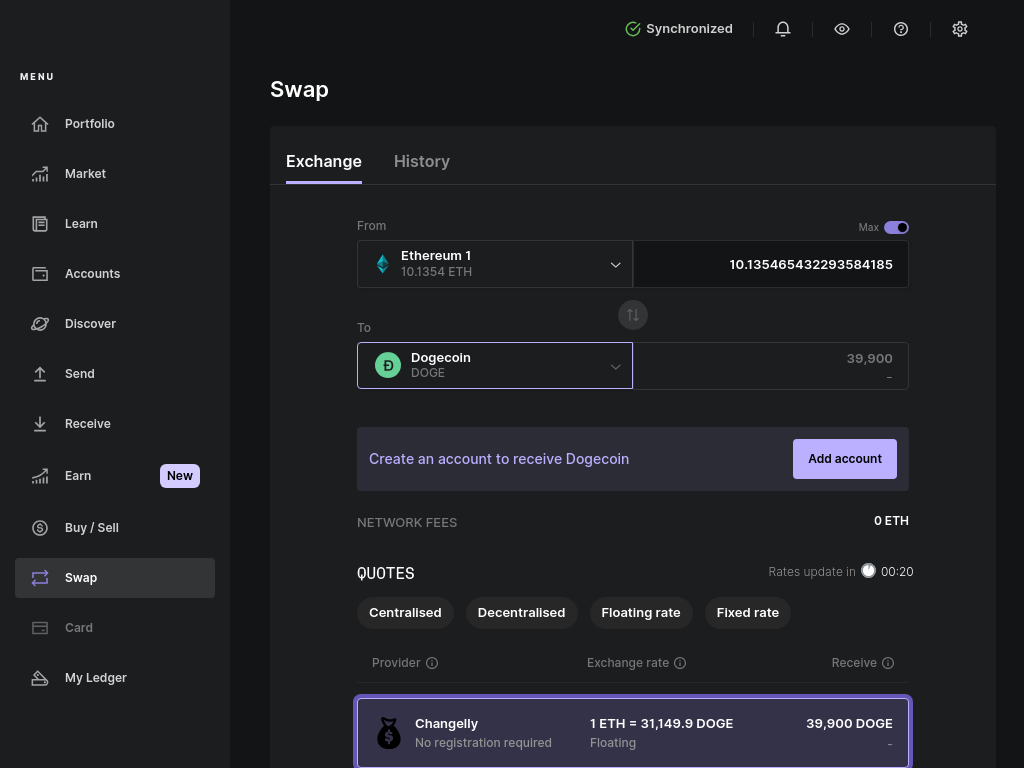 Synchronized
MENU
Portfolio
Market
Learn
Accounts
Discover
Send
Receive
Earn New
Buy / Sell
Swap
Card
My Ledger
Swap
Exchange History
From Max
Ethereum 1
10.1354 ETH
10.135465432293584185
To
Dogecoin
DOGE
39,900
-
Create an account to receive Dogecoin Add account
NETWORK FEES 0 ETH
QUOTES Rates update in 00:20
Centralised Decentralised Floating rate Fixed rate
Provider Exchange rate Receive
Changelly 1 ETH = 31,149.9 DOGE 39,900 DOGE
No registration required Floating -